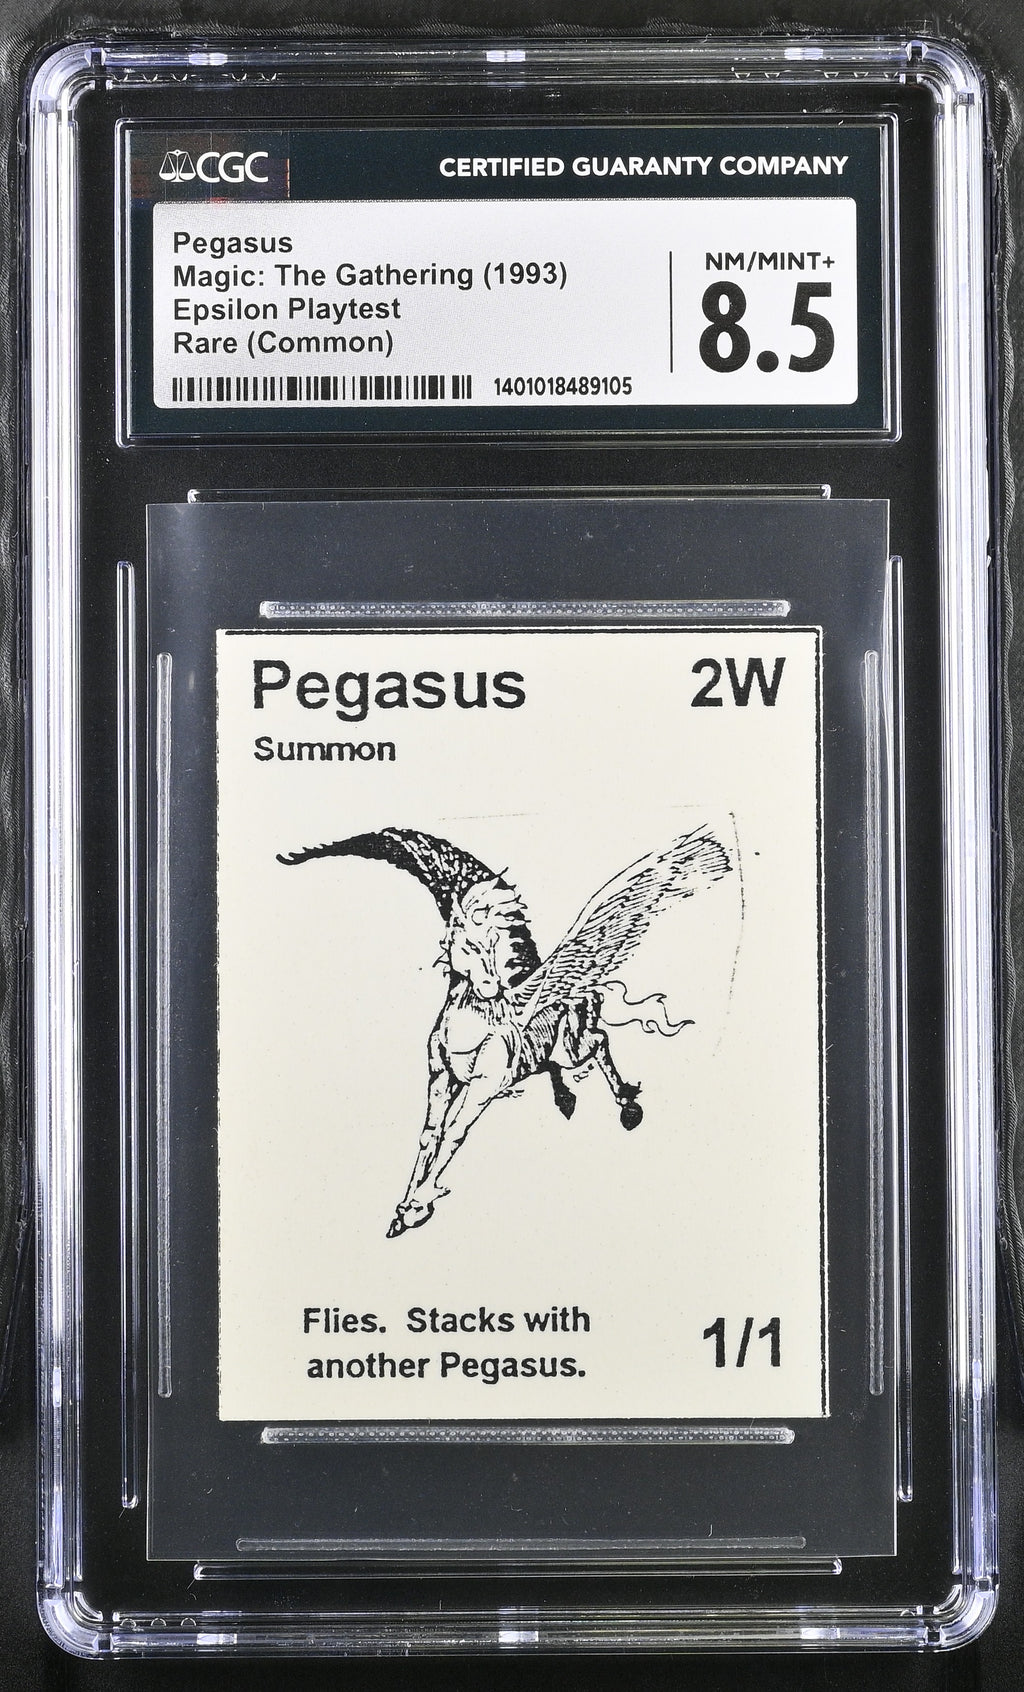 CGC
CERTIFIED GUARANTY COMPANY
Pegasus
Magic: The Gathering (1993)
Epsilon Playtest
Rare (Common)
1401018489105
NM/MINT+
8.5
Pegasus
2W
Summon
Flies. Stacks with
another Pegasus.
1/1